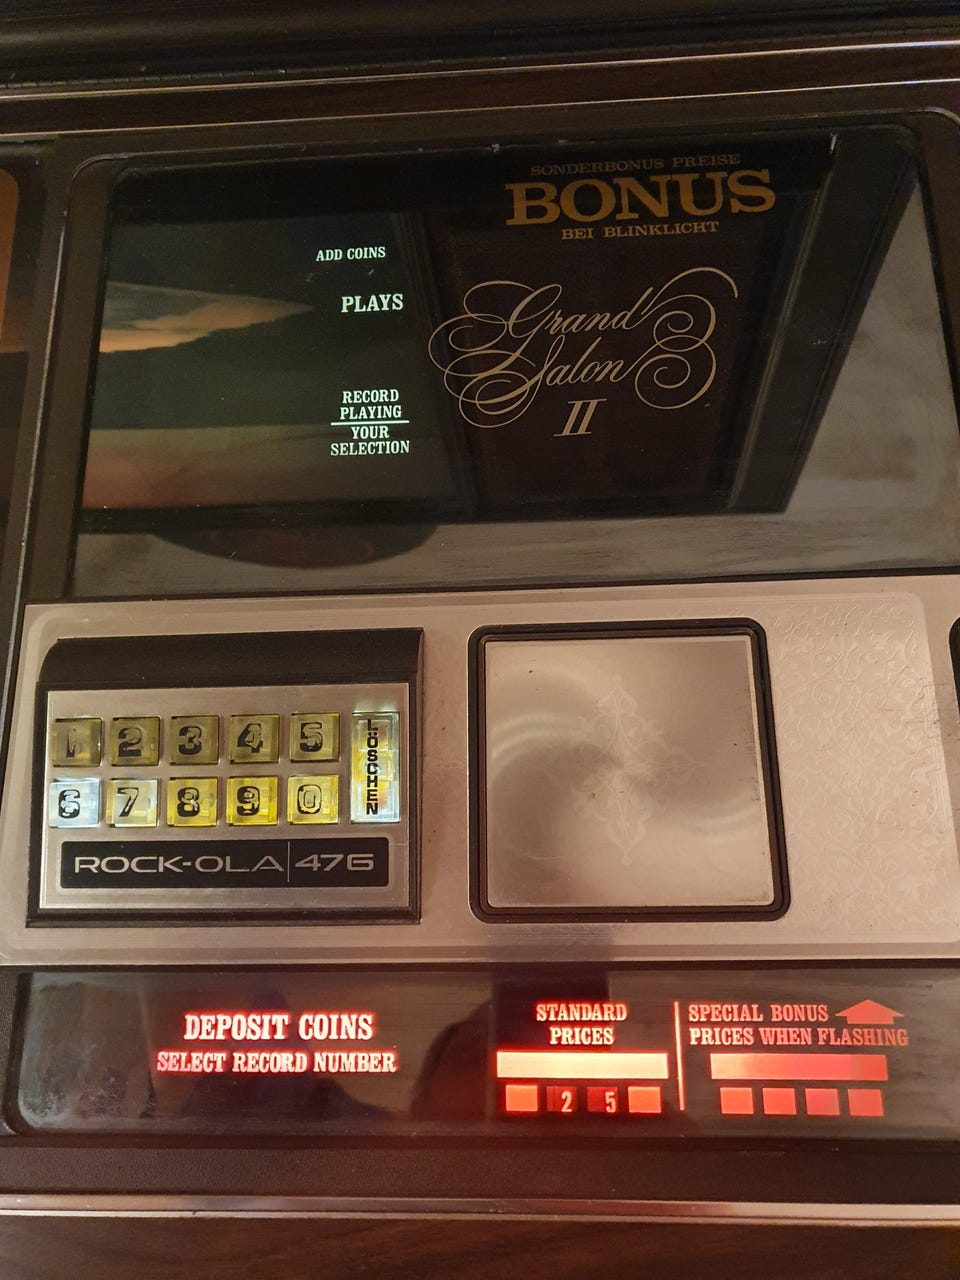 SONDERBONUS PREISE
BONUS
BEI BLINKLICHT
ADD COINS
PLAYS
Grand
Salon
II
RECORD
PLAYING
YOUR
SELECTION
1 2 3 4 5
6 7 8 9 0
LÖSCHEN
ROCK-OLA 476
DEPOSIT COINS
SELECT RECORD NUMBER
STANDARD
PRICES
2 5
SPECIAL BONUS
PRICES WHEN FLASHING